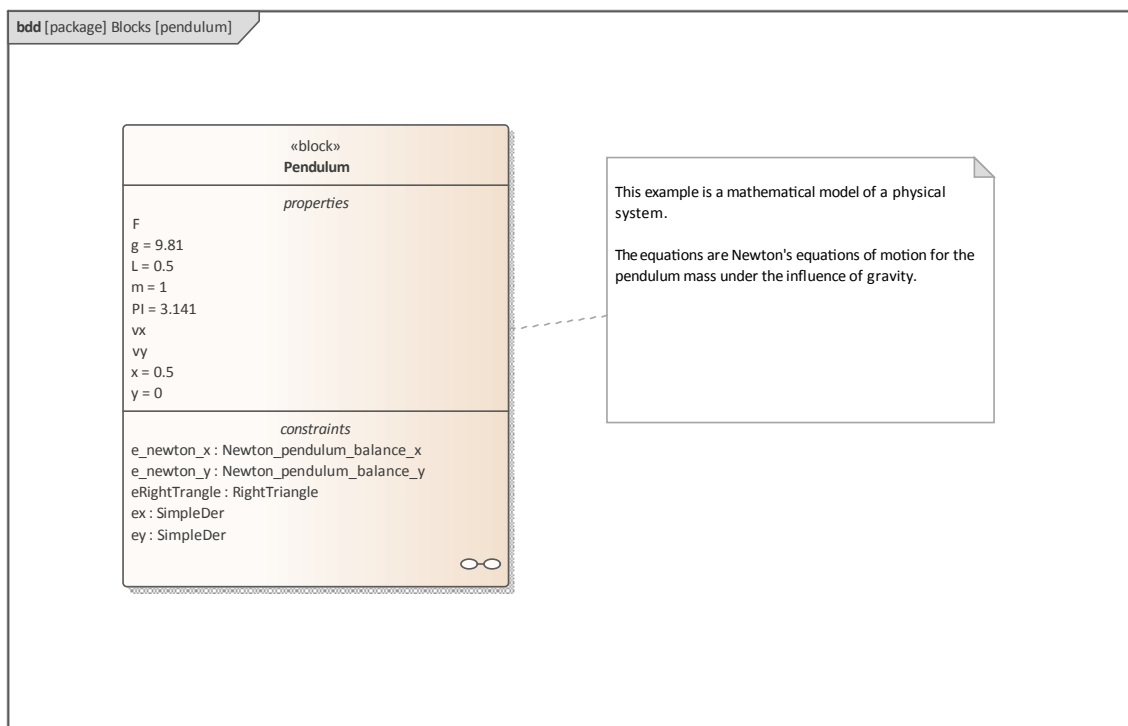 bdd [package] Blocks [pendulum]
«block»
Pendulum
properties
F
g = 9.81
L = 0.5
m = 1
PI = 3.141
vx
vy
x = 0.5
y = 0
constraints
e_newton_x : Newton_pendulum_balance_x
e_newton_y : Newton_pendulum_balance_y
eRightTrangle : RightTriangle
ex : SimpleDer
ey : SimpleDer
This example is a mathematical model of a physical
system.
The equations are Newton's equations of motion for the
pendulum mass under the influence of gravity.